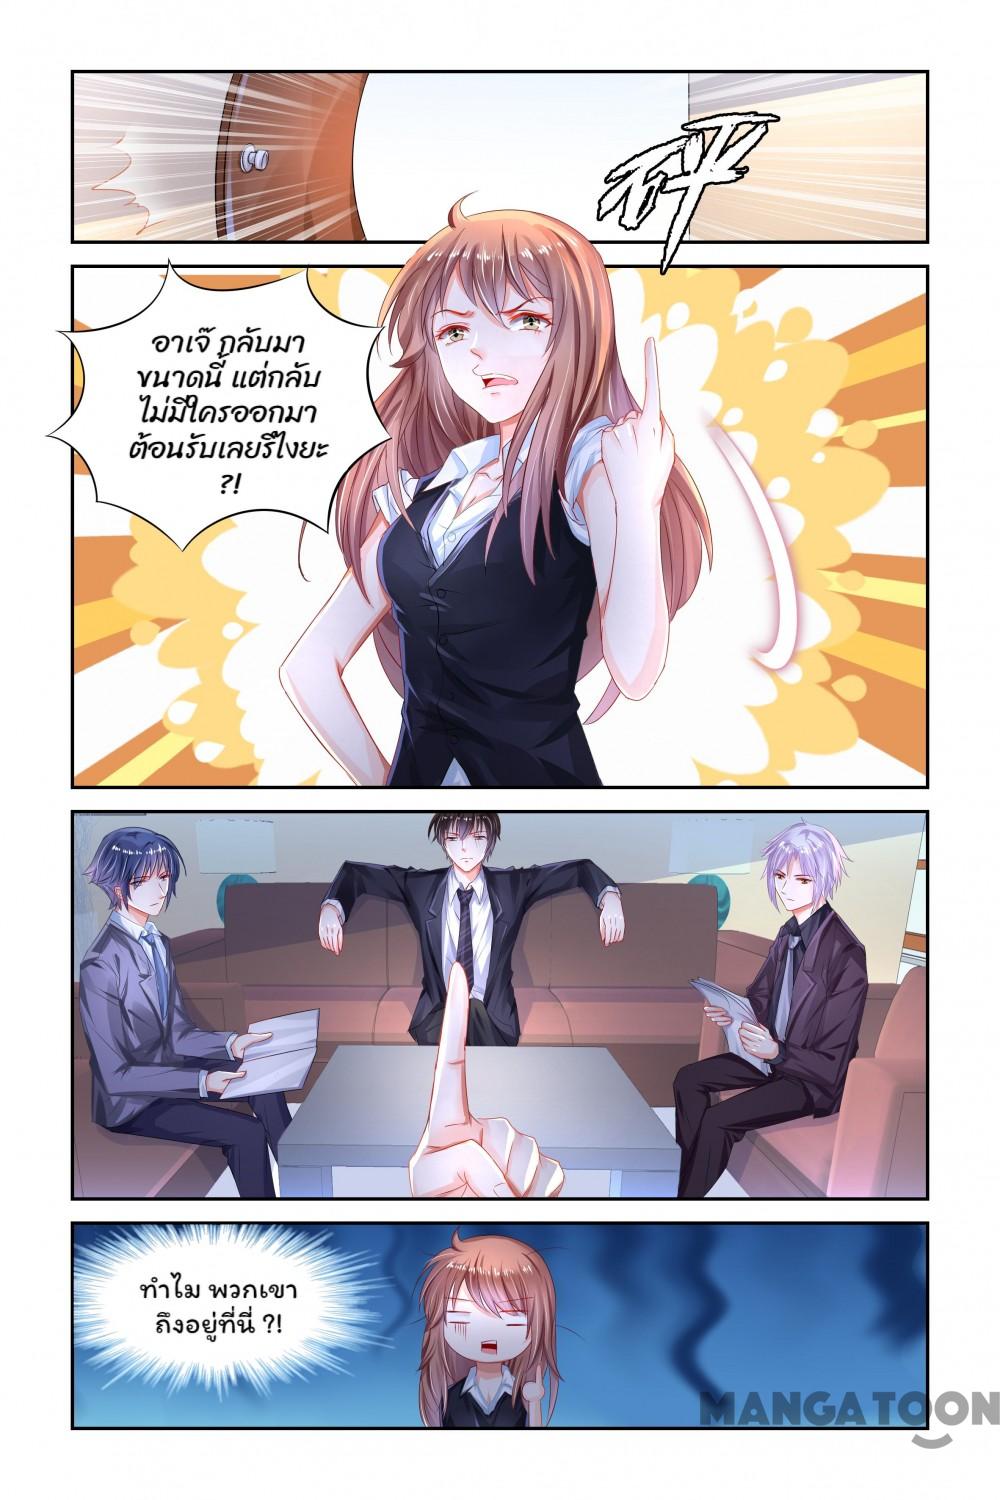 砰
อาเจ๊ กลับมา
ขนาดนี้ แต่กลับ
ไม่มีใครออกมา
ต้อนรับเลยรึไงยะ
?!
ทำไม พวกเขา
ถึงอยู่ที่นี่ ?!
MANGATOON